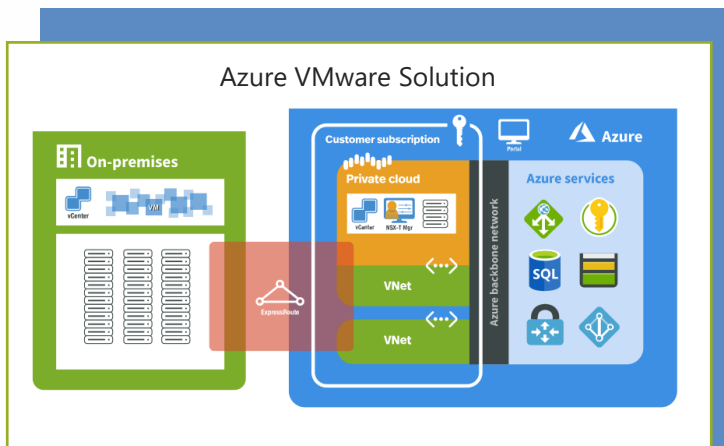 Azure VMware Solution
On-premises
vCenter
VM
ExpressRoute
Customer subscription
Portal
Azure
Private cloud
vCenter
NSX-T Mgr
VNet
VNet
Azure backbone network
Azure services
SQL